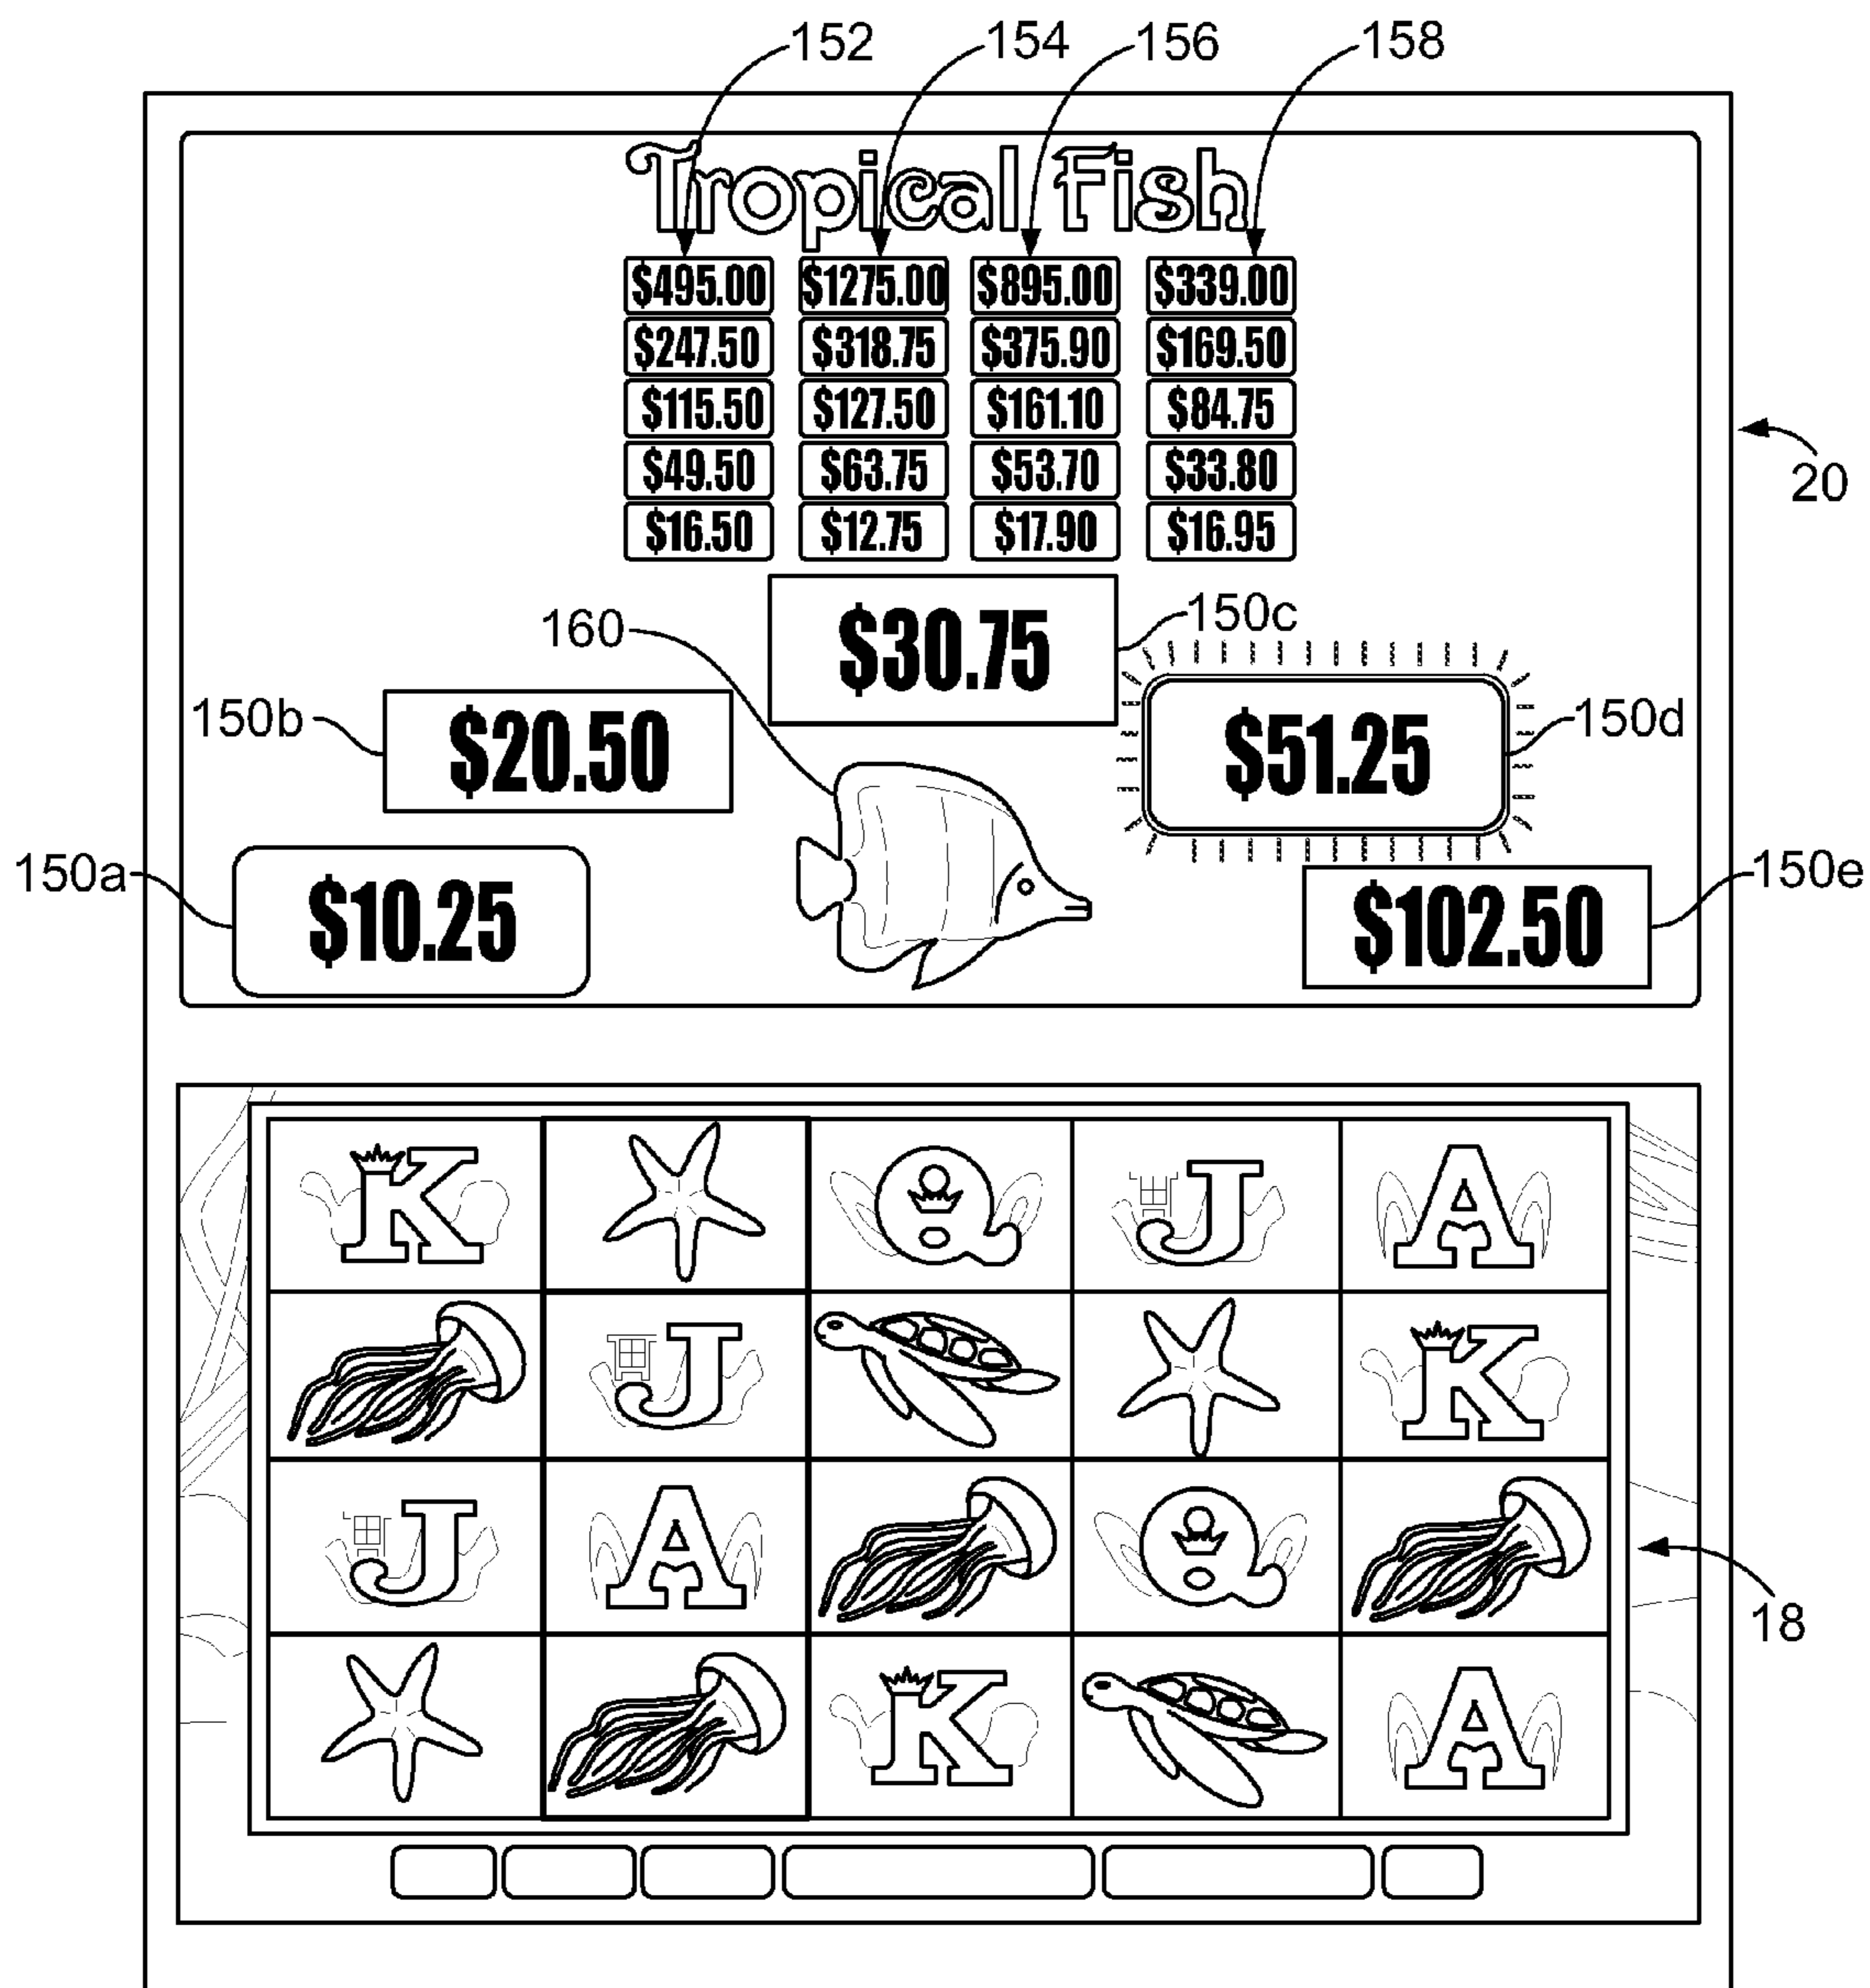 152 154 156 158
Tropical Fish
$495.00 $1275.00 $895.00 $339.00
$247.50 $318.75 $375.90 $169.50
$115.50 $127.50 $161.10 $84.75
20
$49.50 $63.75 $53.70 $33.80
$16.50 $12.75 $17.90 $16.95
160 $30.75 150c
150b $20.50 $51.25 150d
150a $10.25 $102.50 150e
K Q J A
J K
J A Q
18
K A